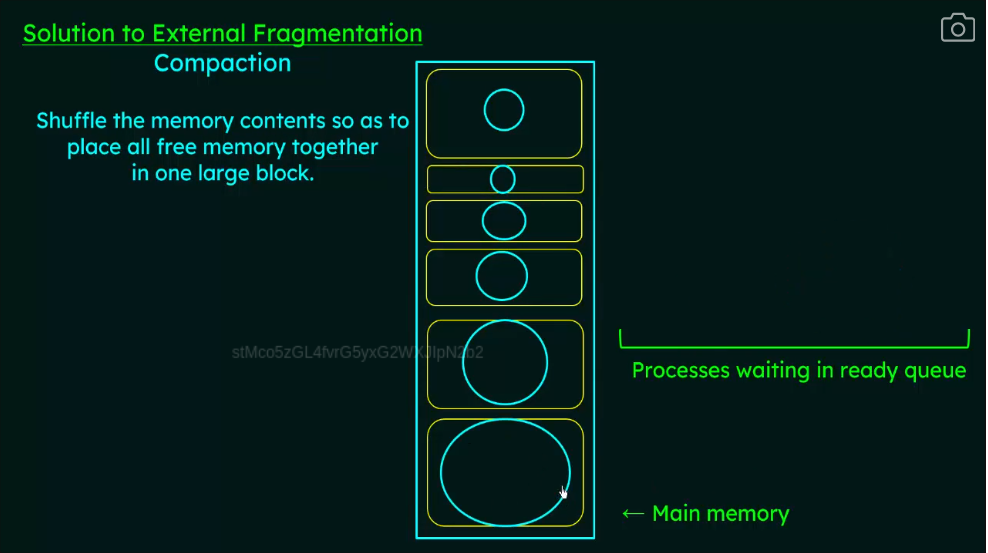 Solution to External Fragmentation
Compaction
Shuffle the memory contents so as to
place all free memory together
in one large block.
Processes waiting in ready queue
← Main memory